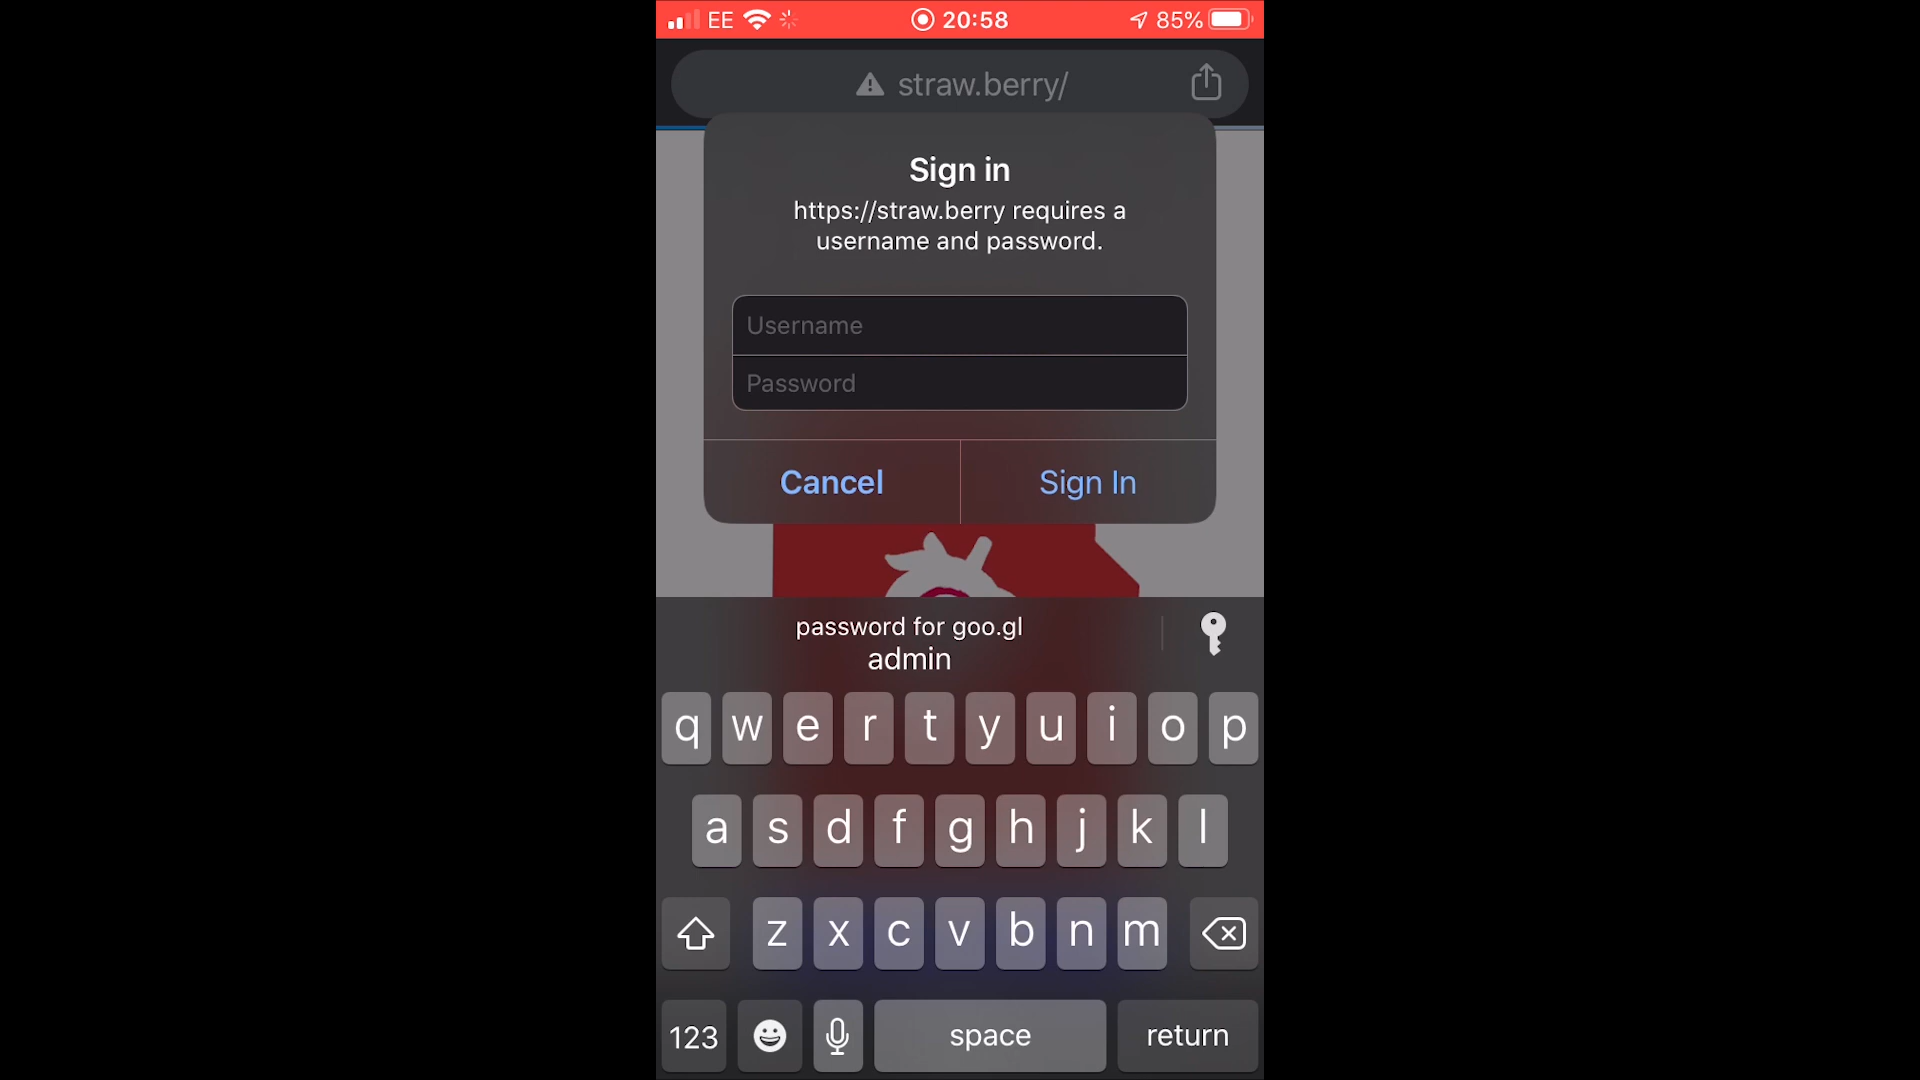 EE 20:58 85%
straw.berry/
Sign in
https://straw.berry requires a
username and password.
Username
Password
Cancel Sign In
password for goo.gl
admin
q w e r t y u i o p
a s d f g h j k l
z x c v b n m
123 space return